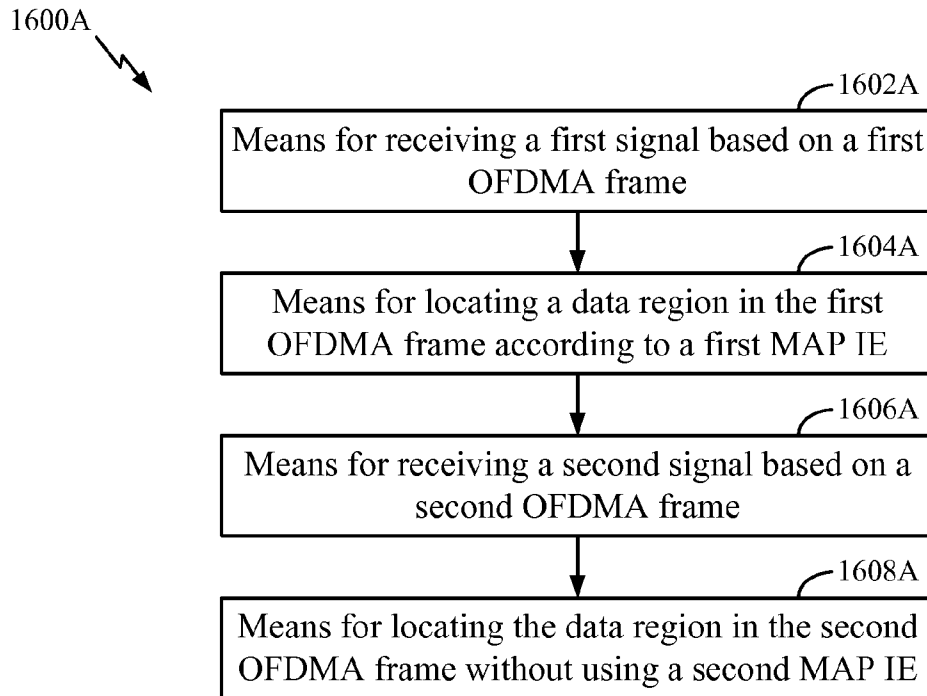 1600A
1602A
Means for receiving a first signal based on a first
OFDMA frame
1604A
Means for locating a data region in the first
OFDMA frame according to a first MAP IE
1606A
Means for receiving a second signal based on a
second OFDMA frame
1608A
Means for locating the data region in the second
OFDMA frame without using a second MAP IE